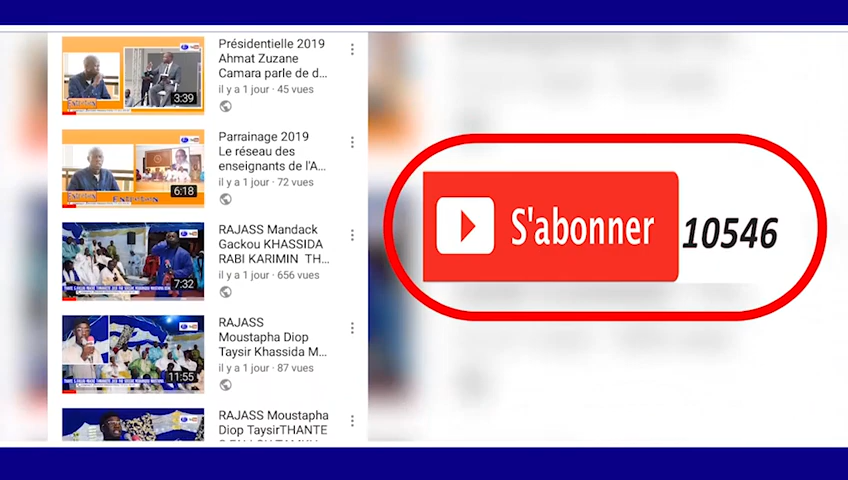 Présidentielle 2019
Ahmat Zuzane
Camara parle de d...
il y a 1 jour · 45 vues
3:39
Parrainage 2019
Le réseau des
enseignants de l'A...
il y a 1 jour · 72 vues
6:18
RAJASS Mandack
Gackou KHASSIDA
RABI KARIMIN TH...
il y a 1 jour · 656 vues
7:32
RAJASS
Moustapha Diop
Taysir Khassida M...
il y a 1 jour · 87 vues
11:55
RAJASS Moustapha
Diop TaysirTHANTE
S'abonner
10546